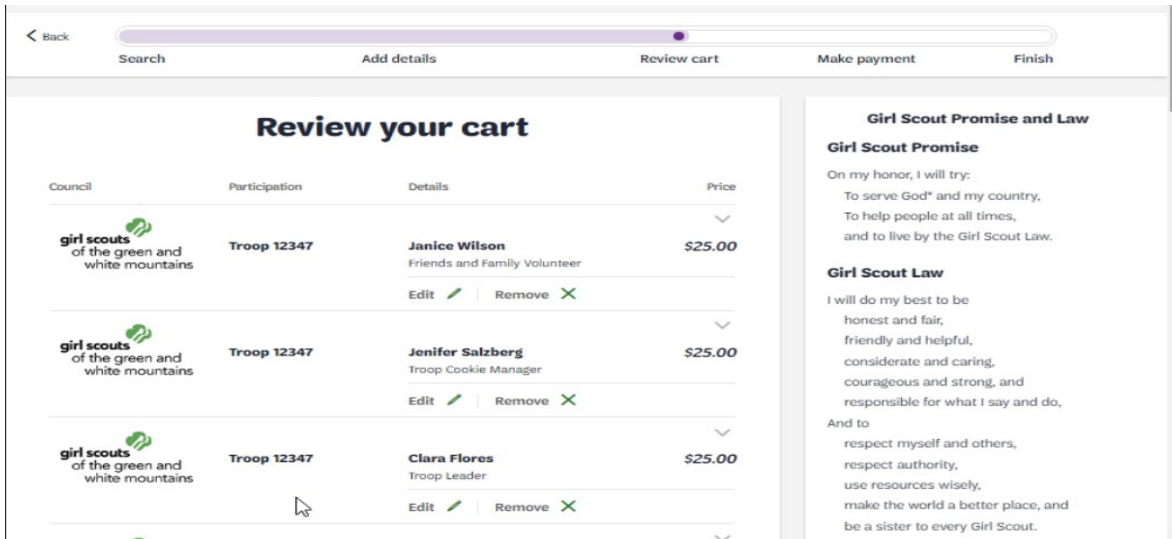 Back
Search Add details Review cart Make payment Finish
Review your cart
Council Participation Details Price
girl scouts
of the green and
white mountains
Troop 12347
Janice Wilson
Friends and Family Volunteer
$25.00
Edit Remove
girl scouts
of the green and
white mountains
Troop 12347
Jenifer Salzberg
Troop Cookie Manager
$25.00
Edit Remove
girl scouts
of the green and
white mountains
Troop 12347
Clara Flores
Troop Leader
$25.00
Edit Remove
Girl Scout Promise and Law
Girl Scout Promise
On my honor, I will try:
To serve God* and my country,
To help people at all times,
and to live by the Girl Scout Law.
Girl Scout Law
I will do my best to be
honest and fair,
friendly and helpful,
considerate and caring,
courageous and strong, and
responsible for what I say and do,
And to
respect myself and others,
respect authority,
use resources wisely,
make the world a better place, and
be a sister to every Girl Scout.